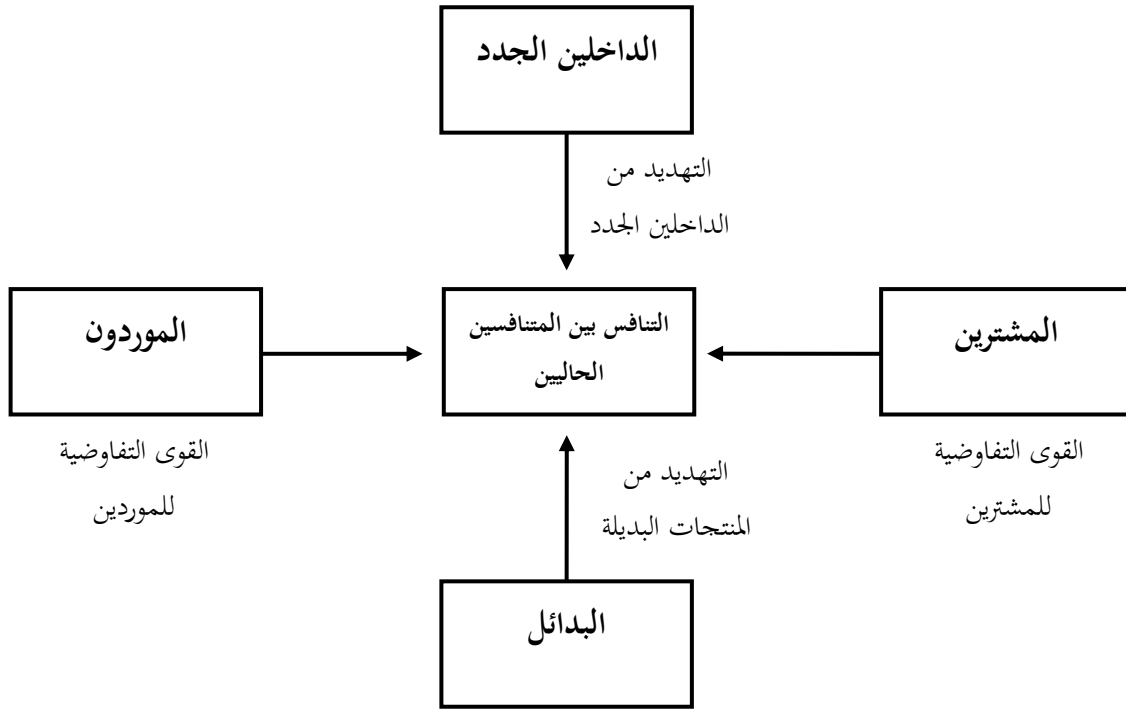 الداخلين الجدد
التهديد من
الداخلين الجدد
المشترين
التنافس بين المتنافسين
الحاليين
الموردون
القوى التفاوضية
للمشترين
القوى التفاوضية
للموردين
التهديد من
المنتجات البديلة
البدائل